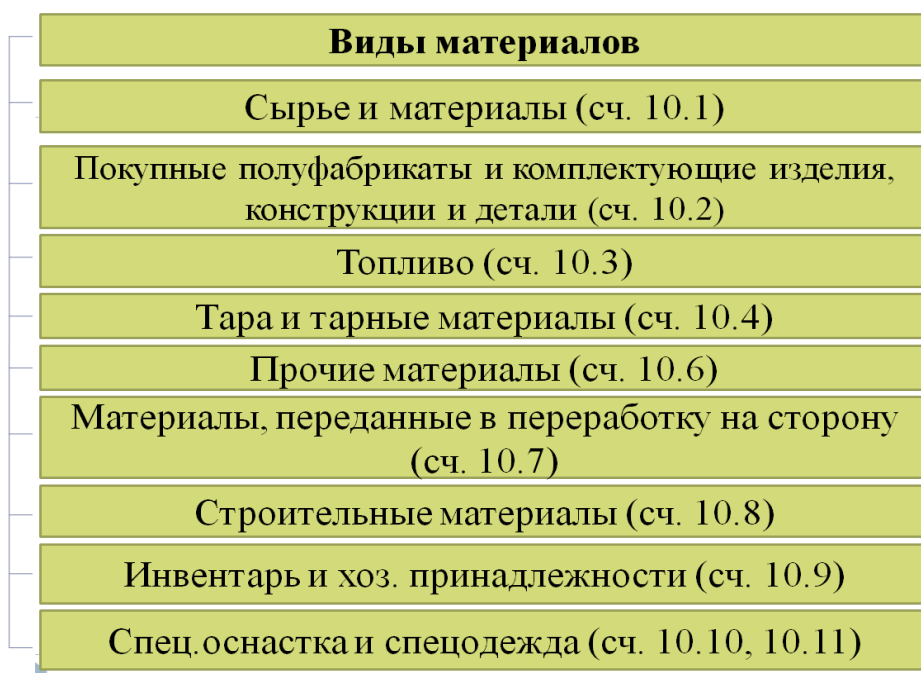 Виды материалов
Сырье и материалы (сч. 10.1)
Покупные полуфабрикаты и комплектующие изделия,
конструкции и детали (сч. 10.2)
Топливо (сч. 10.3)
Тара и тарные материалы (сч. 10.4)
Прочие материалы (сч. 10.6)
Материалы, переданные в переработку на сторону
(сч. 10.7)
Строительные материалы (сч. 10.8)
Инвентарь и хоз. принадлежности (сч. 10.9)
Спец.оснастка и спецодежда (сч. 10.10, 10.11)